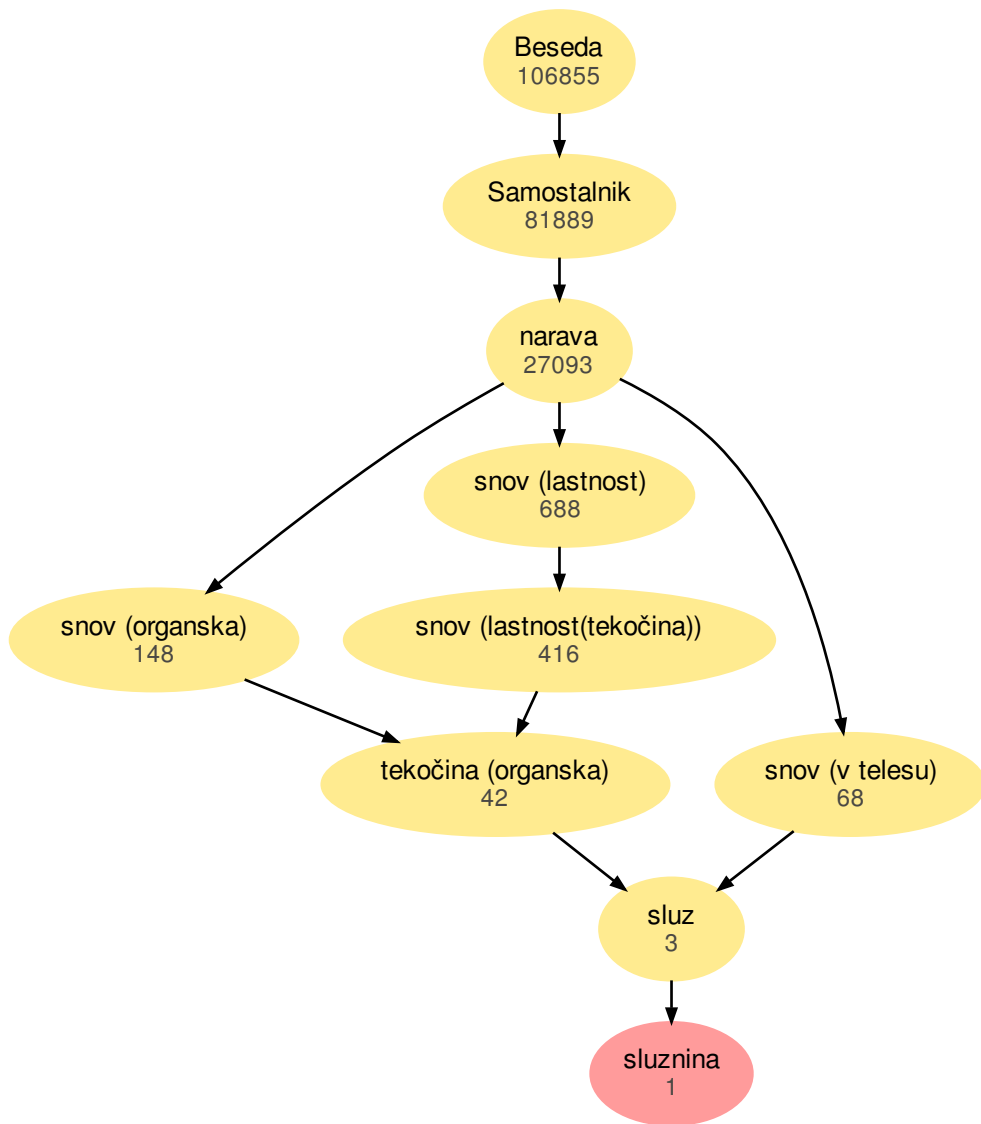 Beseda
106855
Samostalnik
81889
narava
27093
snov (lastnost)
688
snov (organska)
148
snov (lastnost(tekočina))
416
tekočina (organska)
42
snov (v telesu)
68
sluz
3
sluznina
1